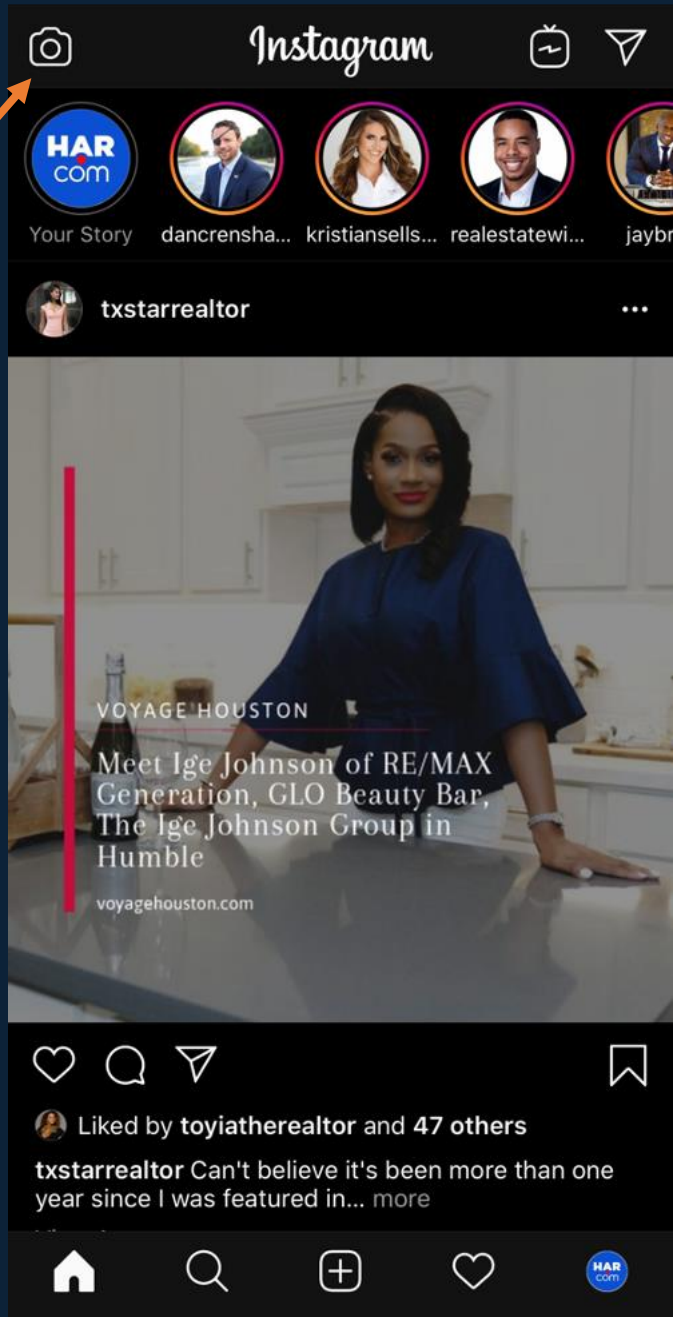 Instagram
HAR
com
Your Story
dancrensha...
kristiansells...
realestatewi...
jaybr
txstarrealtor
VOYAGE HOUSTON
Meet Ige Johnson of RE/MAX
Generation, GLO Beauty Bar,
The Ige Johnson Group in
Humble
voyagehouston.com
Liked by toyiatherealtor and 47 others
txstarrealtor Can't believe it's been more than one
year since I was featured in... more
HAR
com